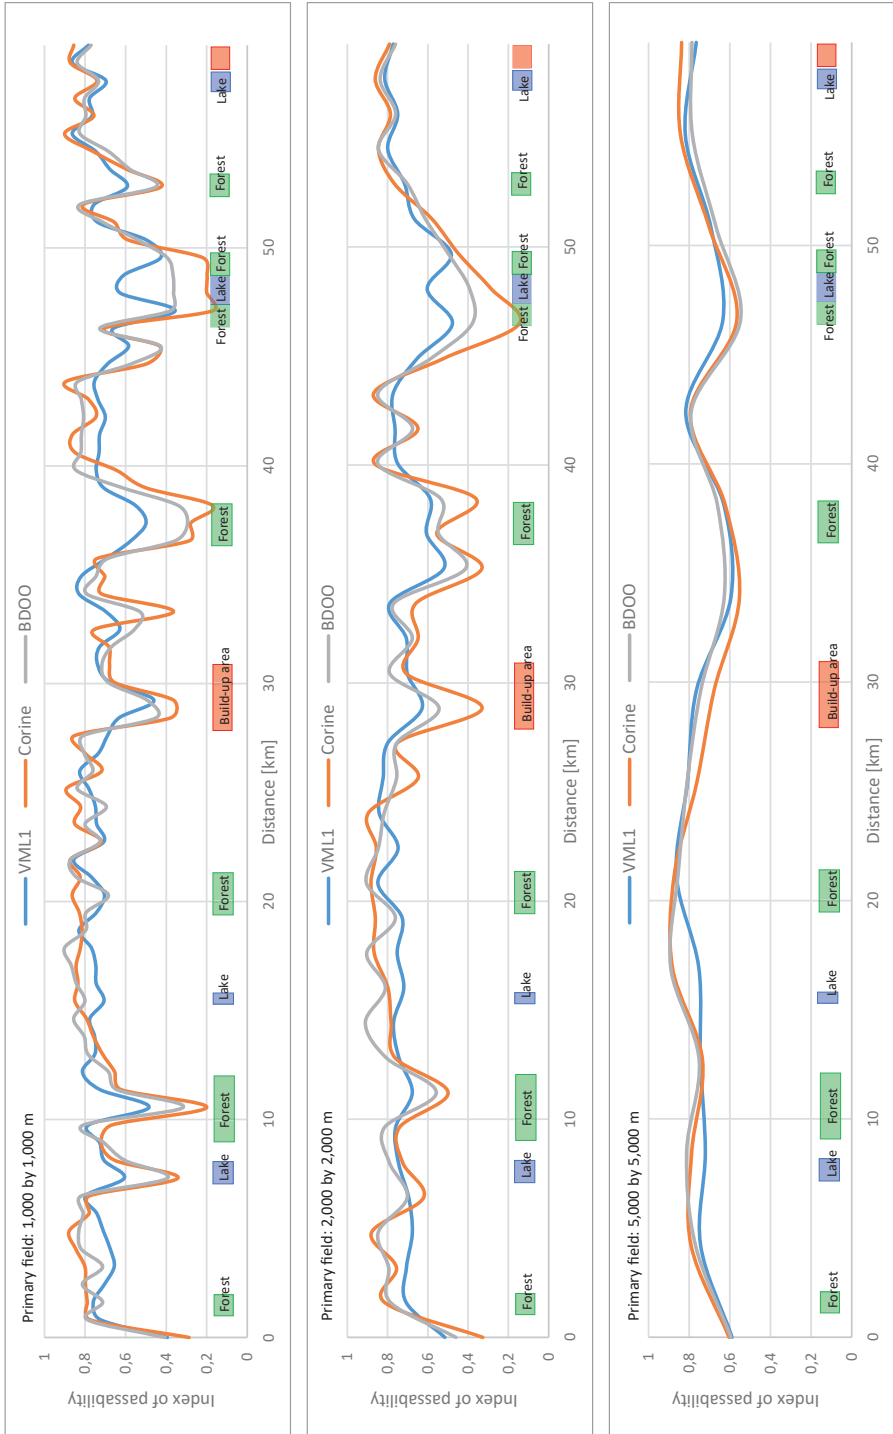 Primary field: 1,000 by 1,000 m
VML1 Corine BDOO
Index of passability
1
0,8
0,6
0,4
0,2
0
Forest Lake Forest Lake Forest Build-up area Forest Forest Lake Forest Forest Lake
0 10 20 30 40 50
Distance [km]
Primary field: 2,000 by 2,000 m
VML1 Corine BDOO
Index of passability
1
0,8
0,6
0,4
0,2
0
Forest Lake Forest Lake Forest Build-up area Forest Forest Lake Forest Forest Lake
0 10 20 30 40 50
Distance [km]
Primary field: 5,000 by 5,000 m
VML1 Corine BDOO
Index of passability
1
0,8
0,6
0,4
0,2
0
Forest Lake Forest Lake Forest Build-up area Forest Forest Lake Forest Forest Lake
0 10 20 30 40 50
Distance [km]